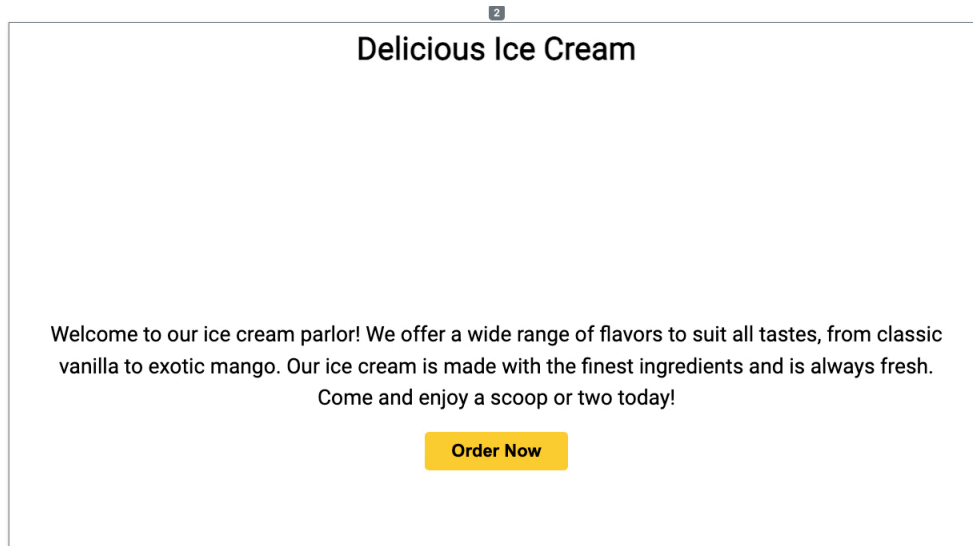 2
Delicious Ice Cream
Welcome to our ice cream parlor! We offer a wide range of flavors to suit all tastes, from classic
vanilla to exotic mango. Our ice cream is made with the finest ingredients and is always fresh.
Come and enjoy a scoop or two today!
Order Now